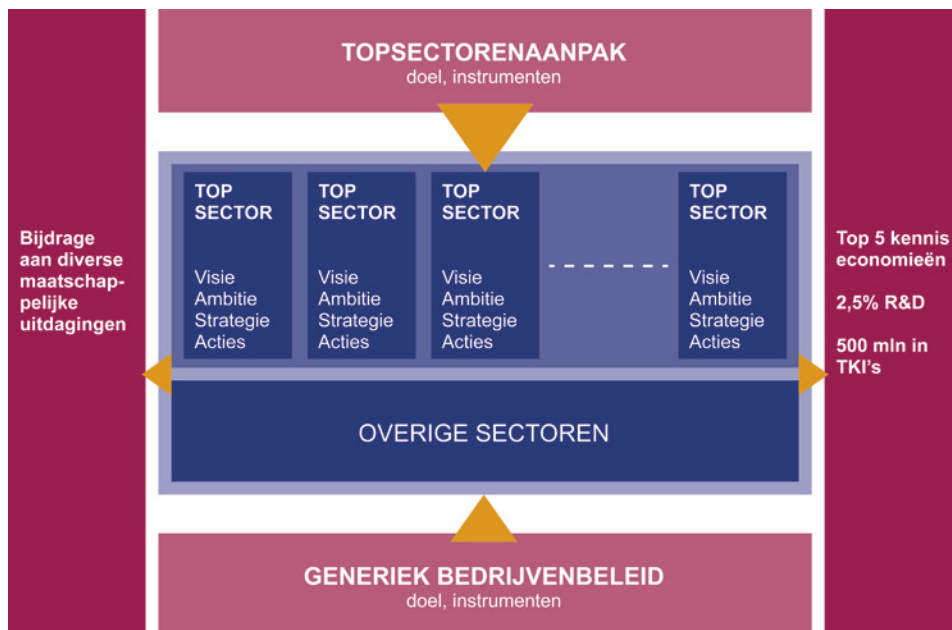 TOPSECTORENAANPAK
doel, instrumenten
Bijdrage
aan diverse
maatschap-
pelijke
uitdagingen
TOP
SECTOR
Visie
Ambitie
Strategie
Acties
TOP
SECTOR
Visie
Ambitie
Strategie
Acties
TOP
SECTOR
Visie
Ambitie
Strategie
Acties
TOP
SECTOR
Visie
Ambitie
Strategie
Acties
Top 5 kennis
economieën
2,5% R&D
500 mln in
TKI's
OVERIGE SECTOREN
GENERIEK BEDRIJVENBELEID
doel, instrumenten